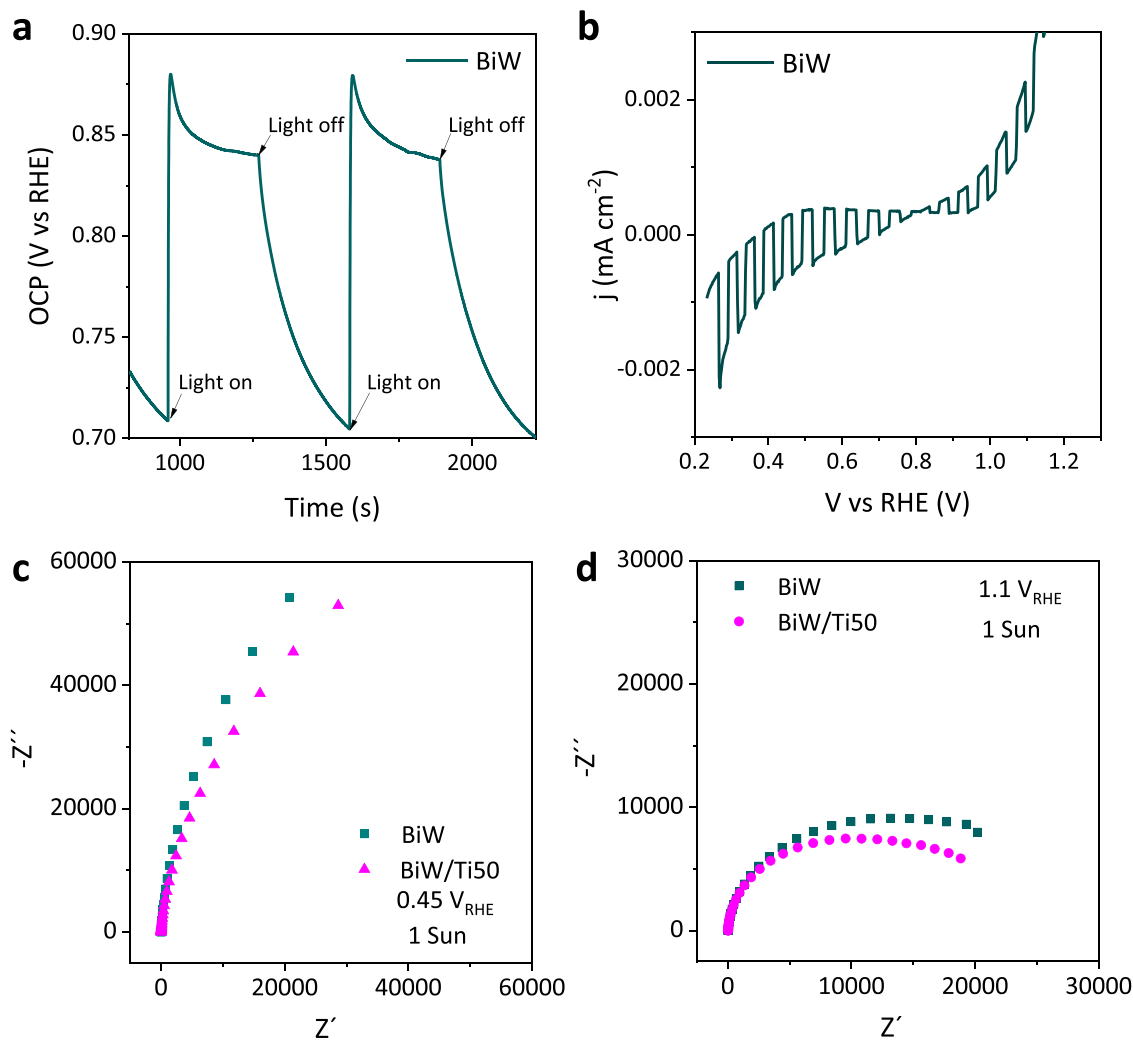 a
0.90
0.85
0.80
0.75
0.70
OCP (V vs RHE)
BiW
Light off
Light off
Light on
Light on
1000
1500
2000
Time (s)
b
BiW
0.002
0.000
-0.002
j (mA cm⁻²)
0.2
0.4
0.6
0.8
1.0
1.2
V vs RHE (V)
c
60000
40000
20000
0
-Z´´
BiW
BiW/Ti50
0.45 V_RHE
1 Sun
0
20000
40000
60000
Z´
d
30000
20000
10000
0
-Z´´
BiW
BiW/Ti50
1.1 V_RHE
1 Sun
0
10000
20000
30000
Z´